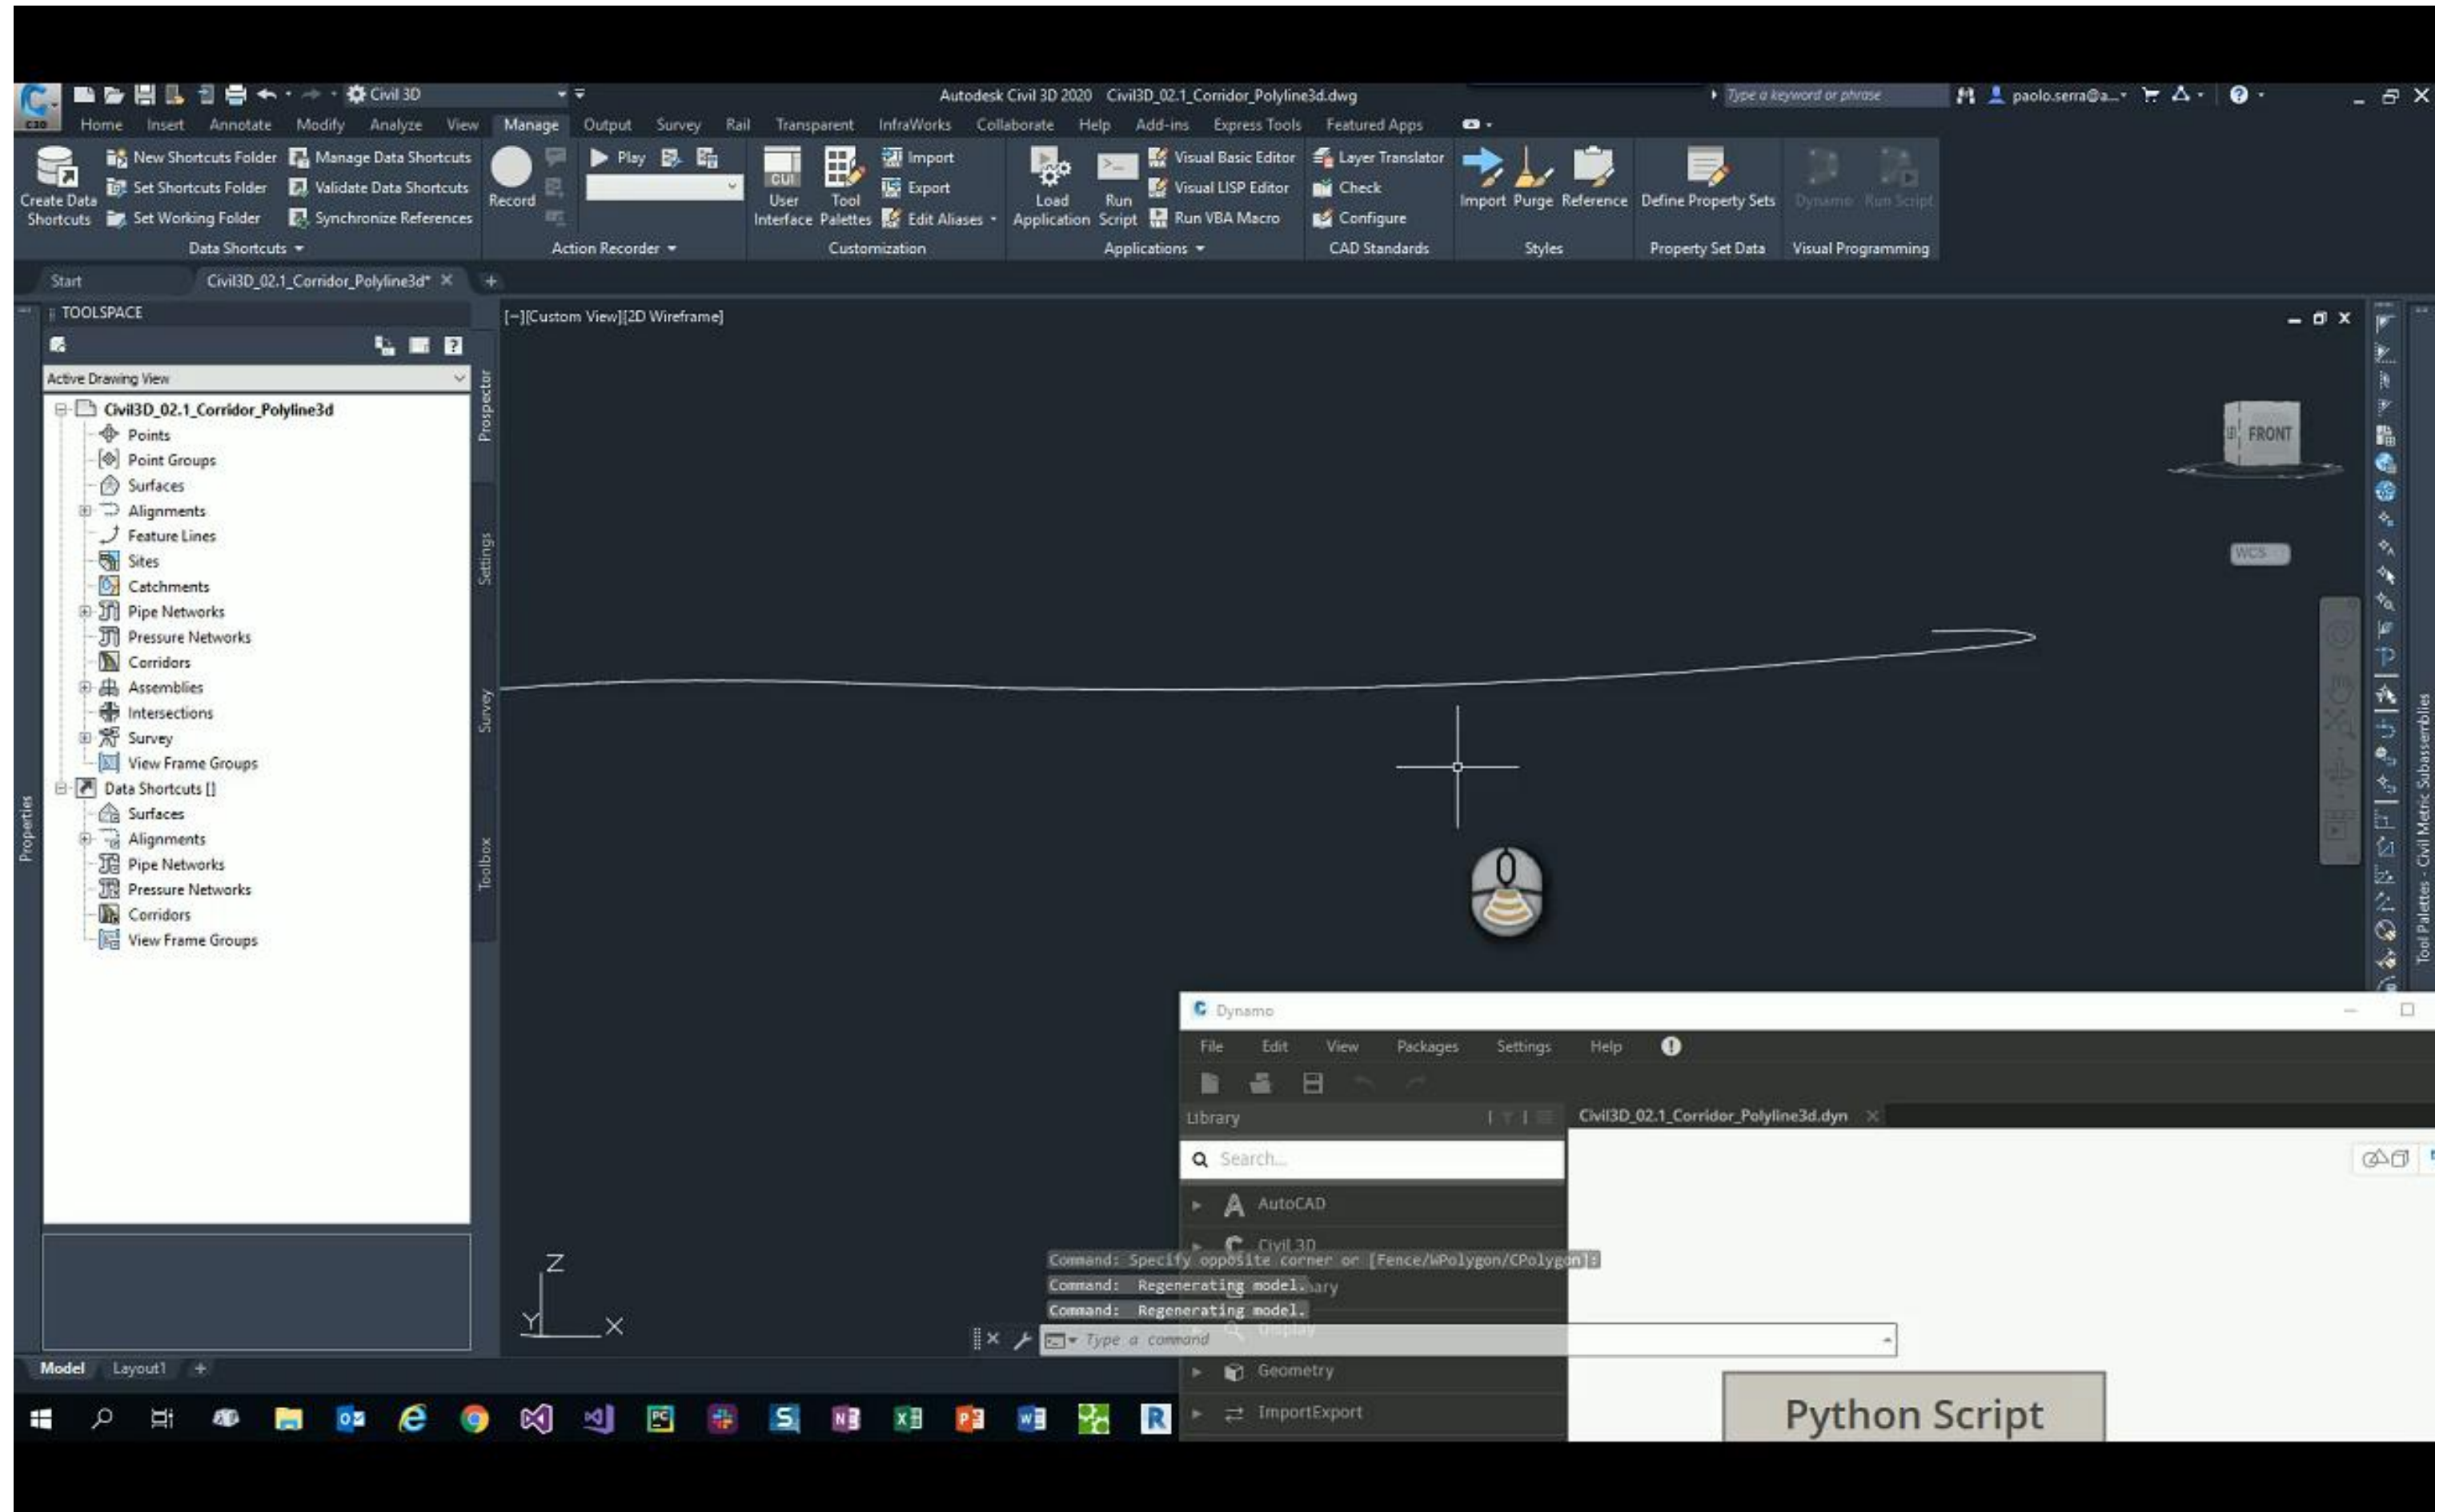 Civil 3D
Autodesk Civil 3D 2020 Civil3D_02.1_Corridor_Polyline3d.dwg
Type a keyword or phrase
paolo.serra@a...
C3D
Home Insert Annotate Modify Analyze View Manage Output Survey Rail Transparent InfraWorks Collaborate Help Add-ins Express Tools Featured Apps
New Shortcuts Folder Manage Data Shortcuts
Set Shortcuts Folder Validate Data Shortcuts
Create Data Shortcuts
Set Working Folder Synchronize References
Data Shortcuts
Record
Play
Action Recorder
CUI
User Interface
Tool Palettes
Import
Export
Edit Aliases
Customization
Load Application
Run Script
Visual Basic Editor
Visual LISP Editor
Run VBA Macro
Applications
Layer Translator
Check
Configure
CAD Standards
Import Purge Reference
Styles
Define Property Sets
Property Set Data
Dynamo Run Script
Visual Programming
Start Civil3D_02.1_Corridor_Polyline3d*
TOOLSPACE
Active Drawing View
Civil3D_02.1_Corridor_Polyline3d
Points
Point Groups
Surfaces
Alignments
Feature Lines
Sites
Catchments
Pipe Networks
Pressure Networks
Corridors
Assemblies
Intersections
Survey
View Frame Groups
Data Shortcuts []
Surfaces
Alignments
Pipe Networks
Pressure Networks
Corridors
View Frame Groups
Prospector
Settings
Survey
Toolbox
Properties
[−][Custom View][2D Wireframe]
FRONT
WCS
Tool Palettes - Civil Metric Subassemblies
Z
Y
X
Dynamo
File Edit View Packages Settings Help
Library
Civil3D_02.1_Corridor_Polyline3d.dyn
Search...
AutoCAD
Civil 3D
Command: Specify opposite corner or [Fence/WPolygon/CPolygon]:
Command: Regenerating model.
Command: Regenerating model.
Type a command
Display
Geometry
ImportExport
Python Script
Model Layout1